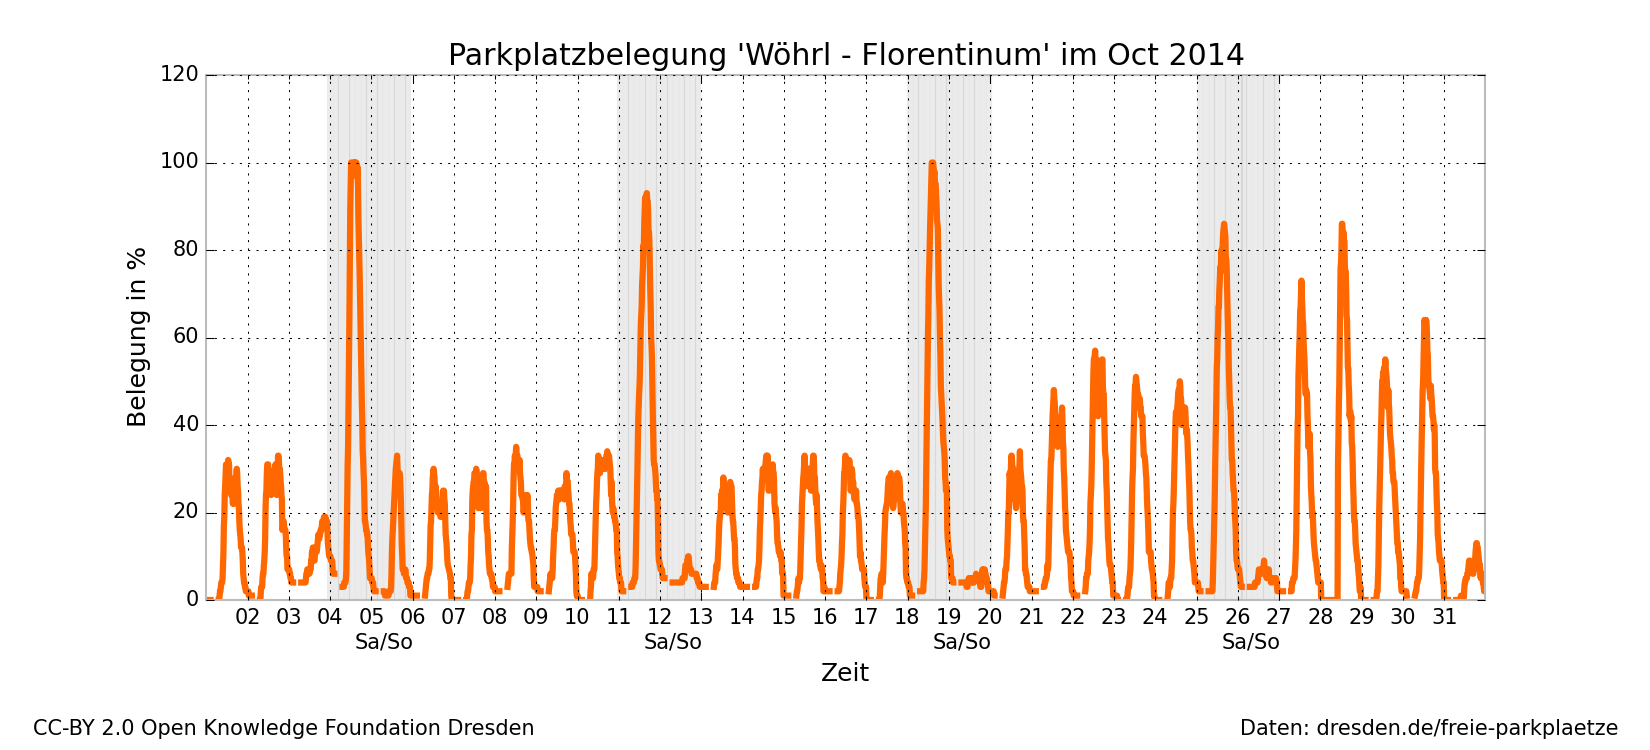 Parkplatzbelegung 'Wöhrl - Florentinum' im Oct 2014
120
100
80
60
40
20
0
Belegung in %
02 03 04 05 06 07 08 09 10 11 12 13 14 15 16 17 18 19 20 21 22 23 24 25 26 27 28 29 30 31
Sa/So Sa/So Sa/So Sa/So
Zeit
CC-BY 2.0 Open Knowledge Foundation Dresden
Daten: dresden.de/freie-parkplaetze